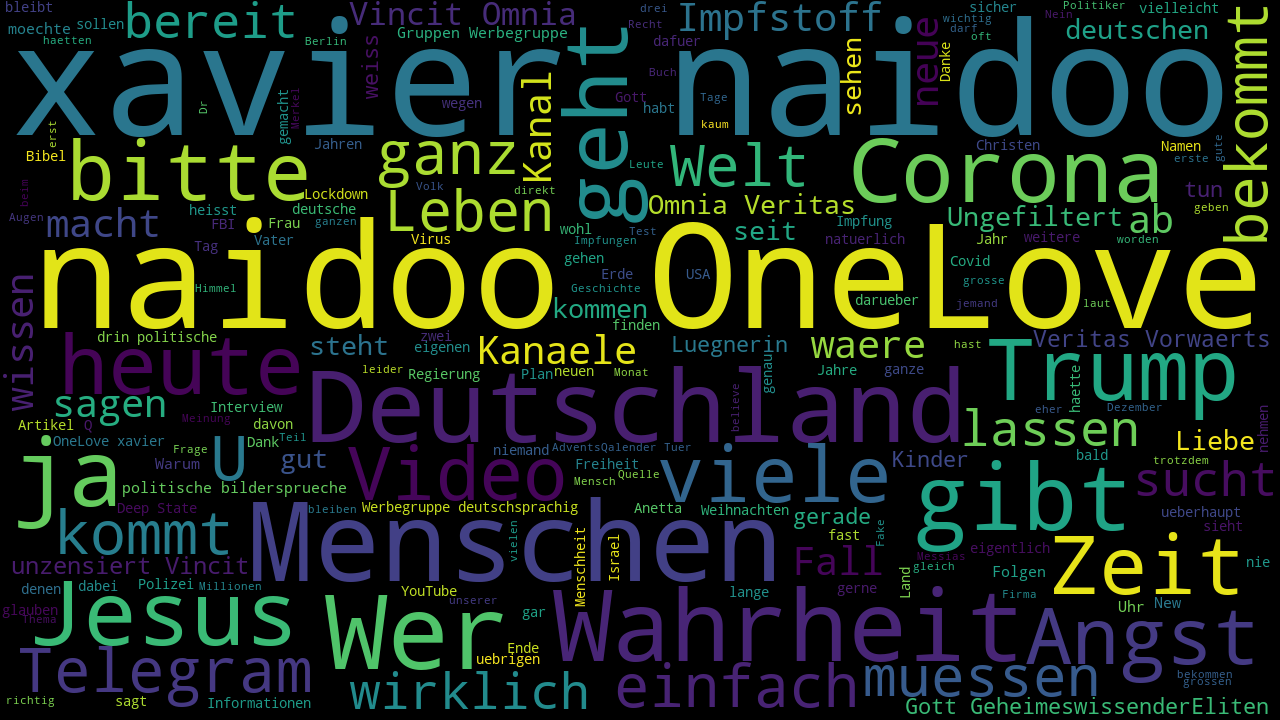 bleibt
moechte
sollen
haetten
bereit
Vincit Omnia
drei
Recht
Impfstoff
sicher
Politiker
Nein
wichtig
darf
oft
vielleicht
deutschen
Gruppen Werbegruppe
Berlin
weiss
dafuer
sehen
neue
Danke
bekommt
xavier naidoo
geht
Dr
gemacht
Merkel
wegen
Kanal
Buch
Gott
habt
Tage
kaum
erst
Bibel
bitte
Jahren
ganz
Leute
Welt
Corona
Christen
Namen
erste
gute
beim
Augen
Lockdown
Volk
direkt
Leben
tun
geben
macht
heisst
FBI
Frau
deutsche
ganzen
Omnia Veritas
Ungefiltert
ab
wohl
Impfungen
Test
seit
Impfung
natuerlich
Jahr
weitere
worden
Tag
Vater
Virus
gehen
naidoo OneLove
Himmel
Erde
Geschichte
USA
Covid
grosse
jemand
laut
darueber
kommen
finden
wissen
drin politische
zwei
eigenen
steht
Kanaele
Luegnerin
waere
Veritas Vorwaerts
hast
heute
leider
Regierung
Plan
neuen
Monat
genau
Jahre
ganze
Trump
haette
Deutschland
believe
sagen
Interview
Meinung
davon
Artikel Q
eher
Dezember
nehmen
lassen
Liebe
OneLove xavier
Dank
Teil
Frage
Warum
U
gut
niemand
AdventsQalender Tuer
Freiheit
Mensch
Quelle
Video
viele
Kinder
bald
trotzdem
ja
politische bildersprueche
gibt
sucht
Deep State
bleiben
Werbegruppe deutschsprachig
Anetta
Weihnachten
gerade
fast
Fake
ueberhaupt
sieht
kommt
Menschen
vielen
Menschheit
Israel
Messias
eigentlich
gleich
unzensiert Vincit
Fall
Zeit
nie
denen
dabei
Polizei
Millionen
YouTube
unserer
lange
gerne
Land
Folgen
Firma
Uhr
New
glauben
Thema
Jesus
Wer
gar
Ende
uebrigen
Wahrheit
Angst
Telegram
wirklich
einfach
muessen
bekommen
grossen
richtig
sagt
Informationen
Gott GeheimeswissenderEliten